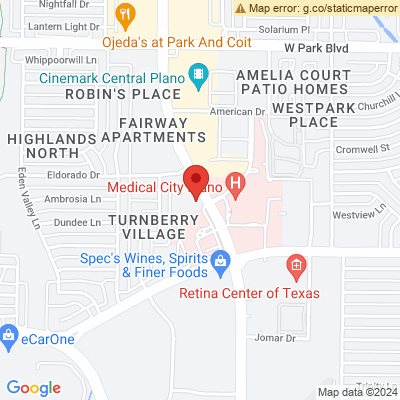 Nightfall Dr
Map error: g.co/staticmaperror
Lantern Light Dr
Solarium Pl
Ojeda's at Park And Coit
W Park Blvd
Whippoorwill Ln
Cinemark Central Plano
ROBIN'S PLACE
AMELIA COURT
PATIO HOMES
American Dr
WESTPARK
PLACE
Churchill Ln
FAIRWAY
APARTMENTS
HIGHLANDS
NORTH
Cromwell St
Eldorado Dr
Eden Valley Ln
Ambrosia Ln
Medical City Plano
H
Dundee Ln
TURNBERRY
VILLAGE
Westview Ln
Spec's Wines, Spirits
& Finer Foods
Retina Center of Texas
eCarOne
Jomar Dr
Google
Trinity Ln
Map data ©2024